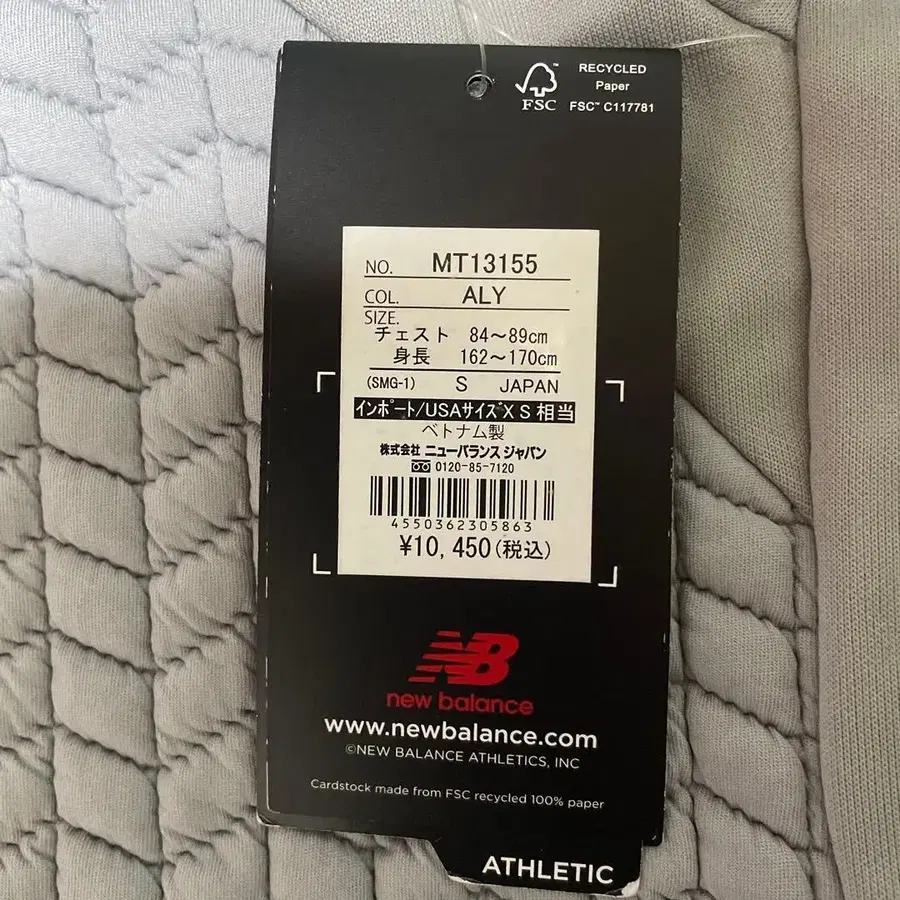 FSC
RECYCLED
Paper
FSC™ C117781
NO. MT13155
COL. ALY
SIZE.
チェスト 84～89cm
身長 162～170cm
(SMG-1) S JAPAN
インポート/USAサイズXS相当
ベトナム製
株式会社 ニューバランス ジャパン
0120-85-7120
4550362305863
¥10,450(税込)
NB
new balance
www.newbalance.com
©NEW BALANCE ATHLETICS, INC
Cardstock made from FSC recycled 100% paper
ATHLETIC